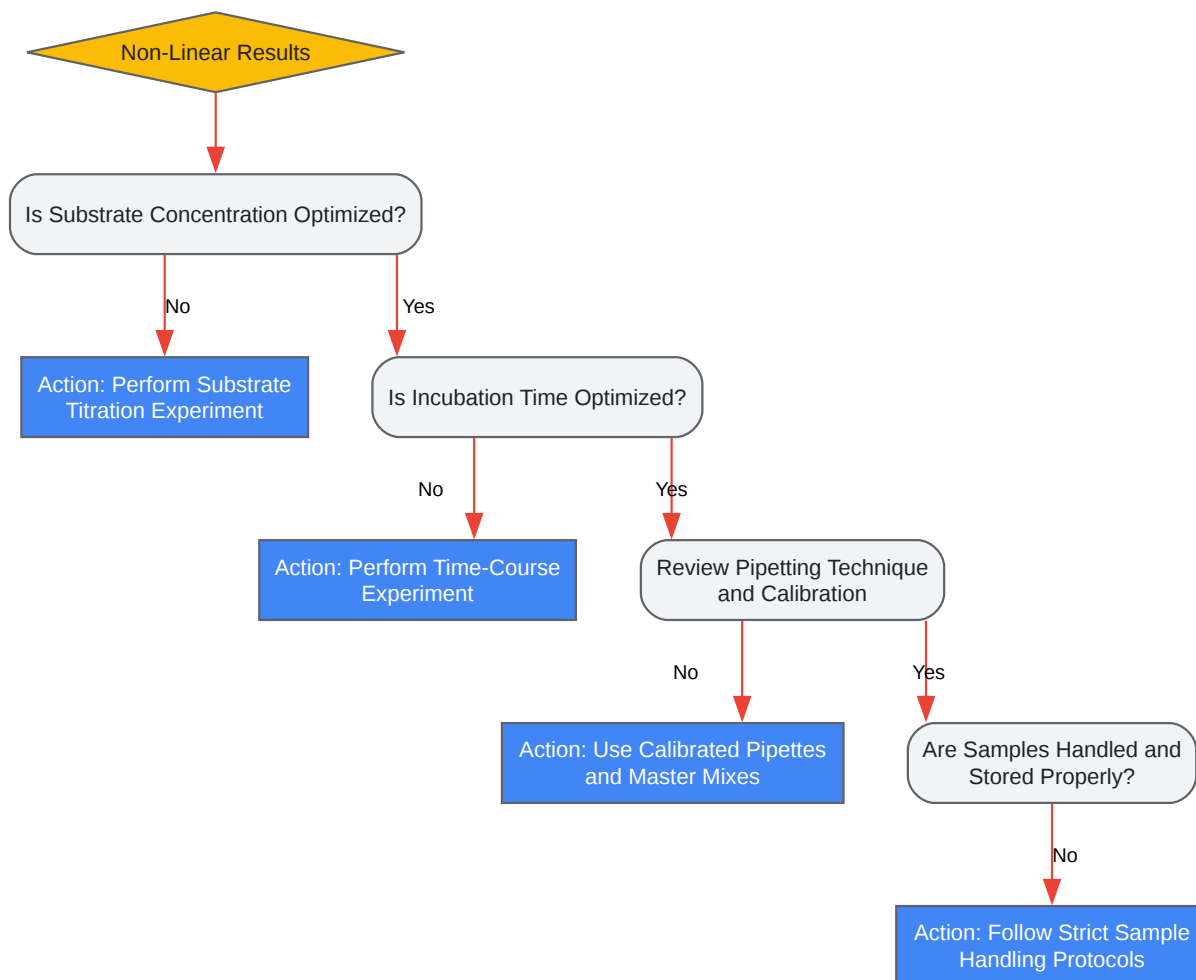 Non-Linear Results
Is Substrate Concentration Optimized?
No
Yes
Action: Perform Substrate
Titration Experiment
Is Incubation Time Optimized?
No
Yes
Action: Perform Time-Course
Experiment
Review Pipetting Technique
and Calibration
No
Yes
Action: Use Calibrated Pipettes
and Master Mixes
Are Samples Handled and
Stored Properly?
No
Action: Follow Strict Sample
Handling Protocols